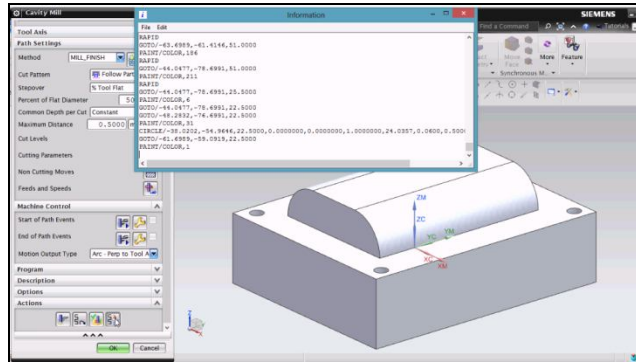 Cavity Mill
Information
SIEMENS
File Edit
Find a Command
Tutorials
Tool Axis
Path Settings
Method MILL_FINISH
Cut Pattern Follow Part
Stepover % Tool Flat
Percent of Flat Diameter 50
Common Depth per Cut Constant
Maximum Distance 0.5000
Cut Levels
Cutting Parameters
Non Cutting Moves
Feeds and Speeds
Machine Control
Start of Path Events
End of Path Events
Motion Output Type Arc - Perp to Tool A
Program
Description
Options
Actions
OK Cancel
RAPID
GOTO/-63.6989,-61.6146,51.0000
PAINT/COLOR,186
RAPID
GOTO/-44.0477,-78.6991,51.0000
PAINT/COLOR,211
RAPID
GOTO/-44.0477,-78.6991,25.5000
PAINT/COLOR,6
GOTO/-44.0477,-78.6991,22.5000
GOTO/-48.2832,-76.6991,22.5000
PAINT/COLOR,31
CIRCLE/-38.0202,-54.9646,22.5000,0.0000000,0.0000000,1.0000000,24.0357,0.0600,0.500
GOTO/-61.6989,-59.0919,22.5000
PAINT/COLOR,1
Move Face
More
Feature
Synchronous M...
ZM
ZC
YC YM
XC
XM
Z
X